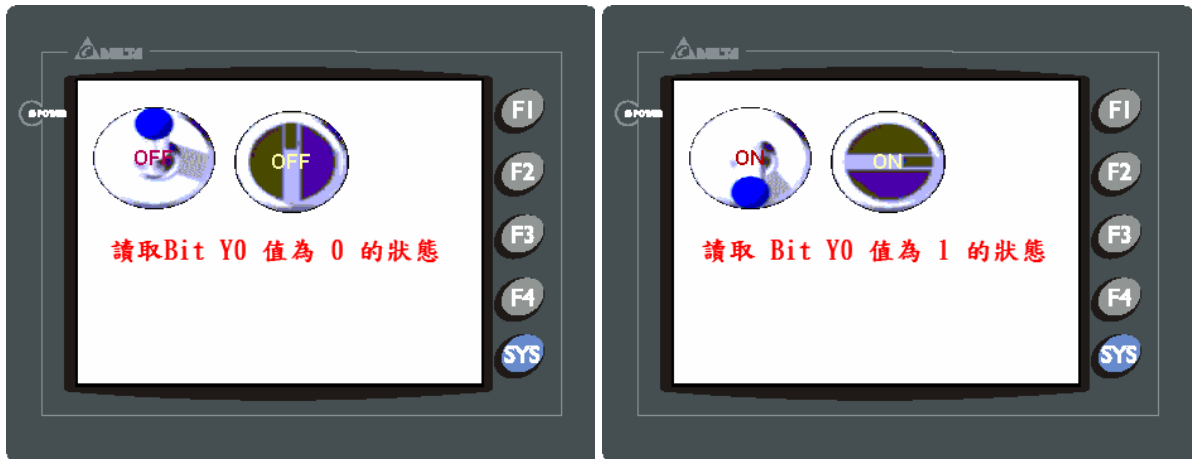 DELTA
POWER
OFF
OFF
讀取Bit Y0 值為 0 的狀態
F1
F2
F3
F4
SYS
DELTA
POWER
ON
ON
讀取 Bit Y0 值為 1 的狀態
F1
F2
F3
F4
SYS